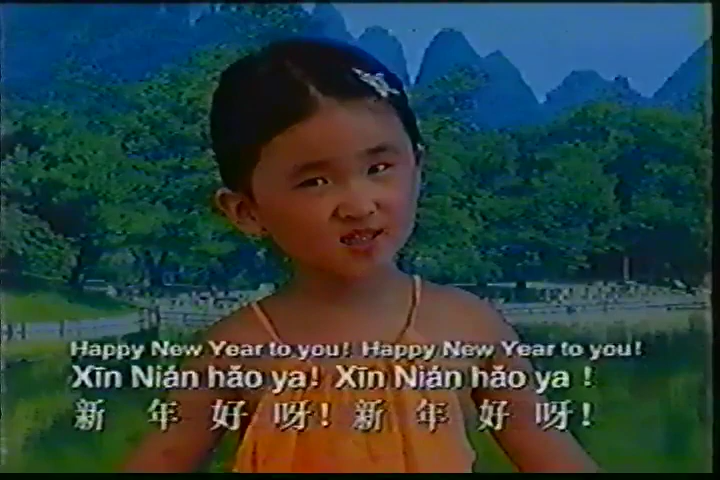 Happy New Year to you! Happy New Year to you!
Xīn Nián hǎo ya! Xīn Nián hǎo ya !
新 年 好 呀! 新 年 好 呀!